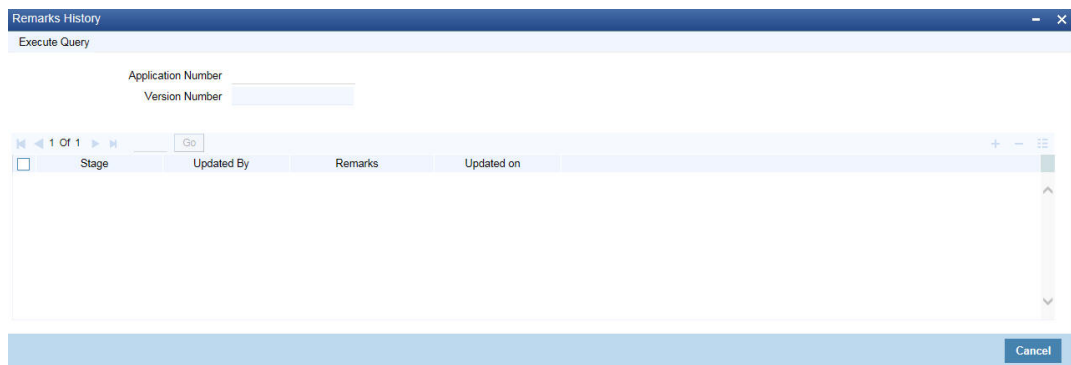 Remarks History
Execute Query
Application Number
Version Number
1 Of 1 Go
Stage Updated By Remarks Updated on
Cancel